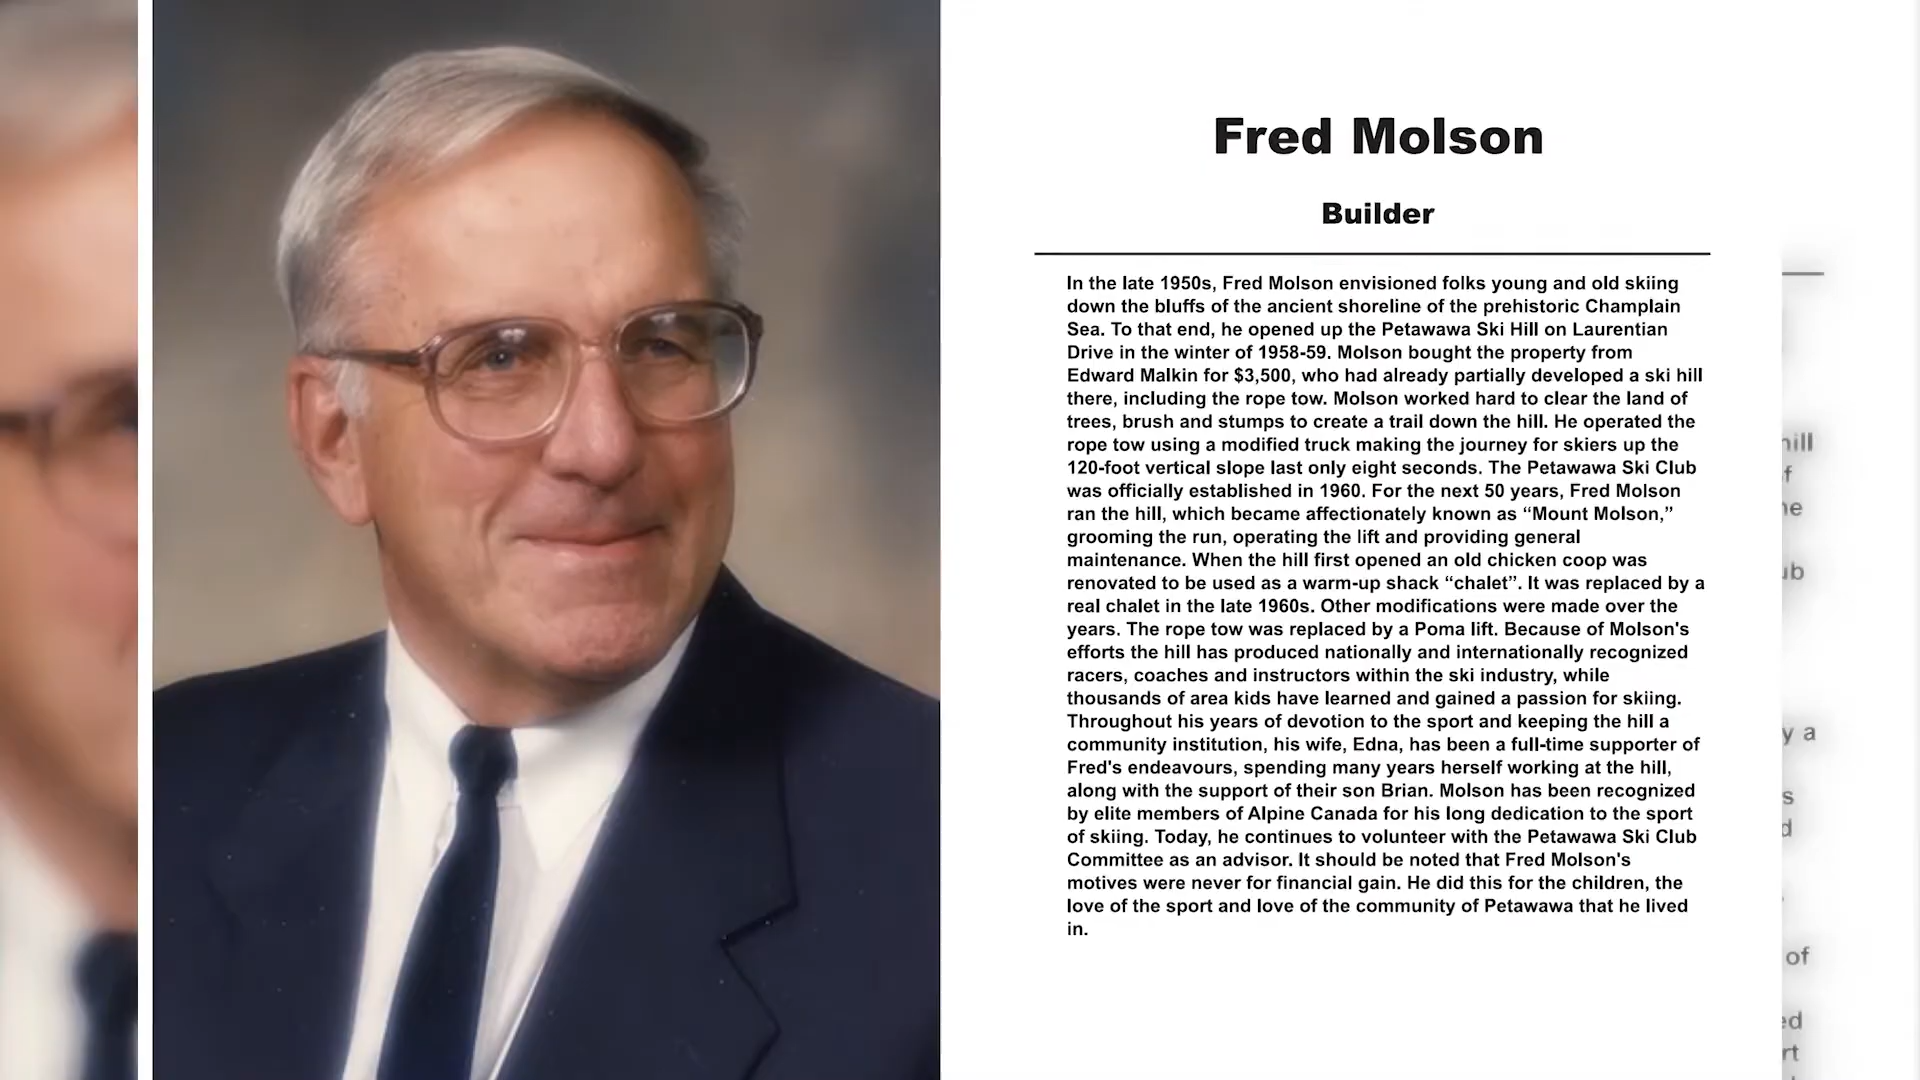 Fred Molson
Builder
In the late 1950s, Fred Molson envisioned folks young and old skiing
down the bluffs of the ancient shoreline of the prehistoric Champlain
Sea. To that end, he opened up the Petawawa Ski Hill on Laurentian
Drive in the winter of 1958-59. Molson bought the property from
Edward Malkin for $3,500, who had already partially developed a ski hill
there, including the rope tow. Molson worked hard to clear the land of
trees, brush and stumps to create a trail down the hill. He operated the
rope tow using a modified truck making the journey for skiers up the
120-foot vertical slope last only eight seconds. The Petawawa Ski Club
was officially established in 1960. For the next 50 years, Fred Molson
ran the hill, which became affectionately known as “Mount Molson,”
grooming the run, operating the lift and providing general
maintenance. When the hill first opened an old chicken coop was
renovated to be used as a warm-up shack “chalet”. It was replaced by a
real chalet in the late 1960s. Other modifications were made over the
years. The rope tow was replaced by a Poma lift. Because of Molson's
efforts the hill has produced nationally and internationally recognized
racers, coaches and instructors within the ski industry, while
thousands of area kids have learned and gained a passion for skiing.
Throughout his years of devotion to the sport and keeping the hill a
community institution, his wife, Edna, has been a full-time supporter of
Fred's endeavours, spending many years herself working at the hill,
along with the support of their son Brian. Molson has been recognized
by elite members of Alpine Canada for his long dedication to the sport
of skiing. Today, he continues to volunteer with the Petawawa Ski Club
Committee as an advisor. It should be noted that Fred Molson's
motives were never for financial gain. He did this for the children, the
love of the sport and love of the community of Petawawa that he lived
in.